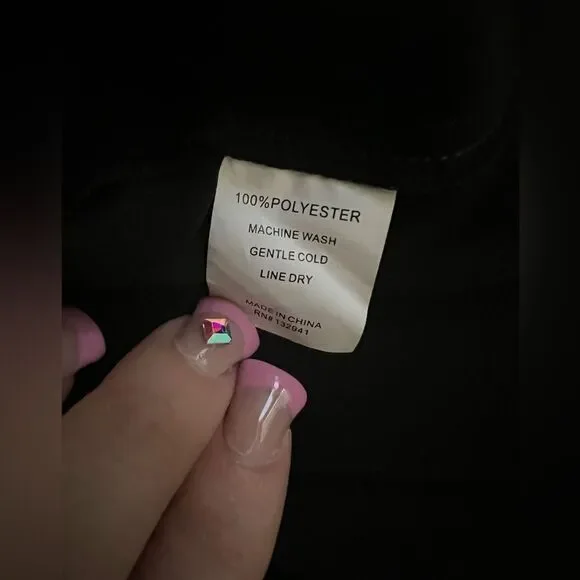 100%POLYESTER
MACHINE WASH
GENTLE COLD
LINE DRY
MADE IN CHINA
RN# 132941